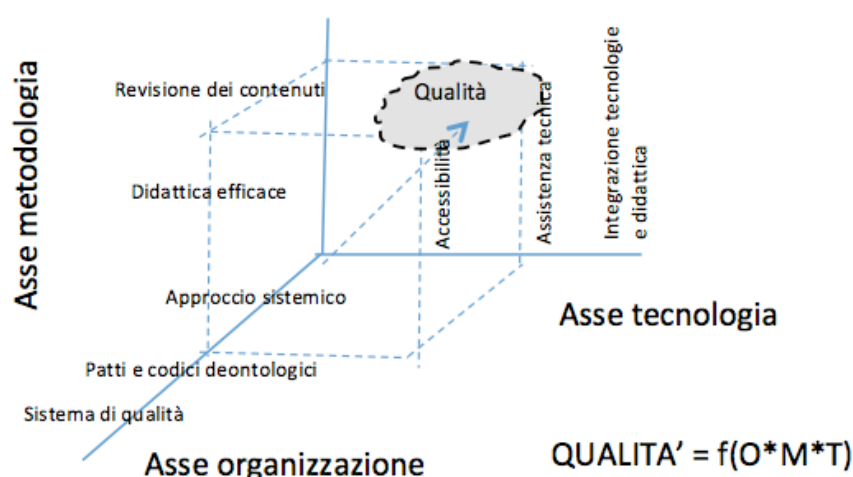 Asse metodologia
Revisione dei contenuti
Didattica efficace
Qualità
Accessibilità
Assistenza tecnica
Integrazione tecnologie
e didattica
Approccio sistemico
Patti e codici deontologici
Sistema di qualità
Asse tecnologia
Asse organizzazione
QUALITA’ = f(O*M*T)